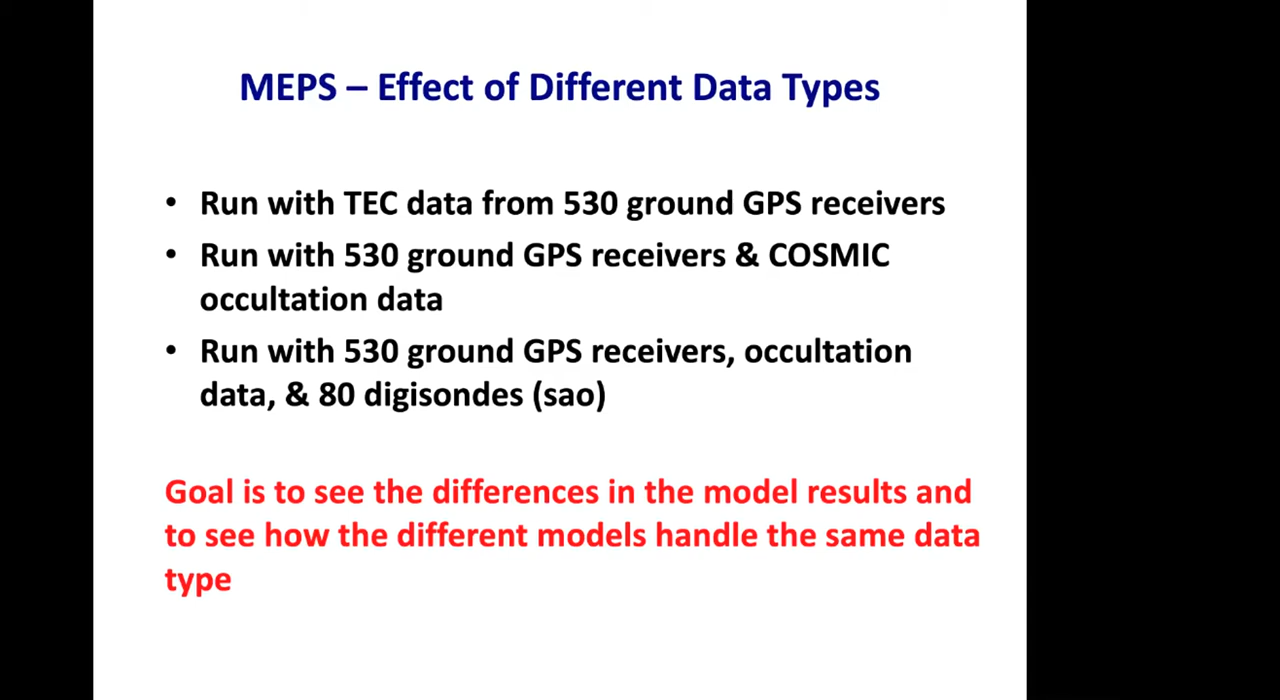 MEPS – Effect of Different Data Types
• Run with TEC data from 530 ground GPS receivers
• Run with 530 ground GPS receivers & COSMIC
occultation data
• Run with 530 ground GPS receivers, occultation
data, & 80 digisondes (sao)
Goal is to see the differences in the model results and
to see how the different models handle the same data
type